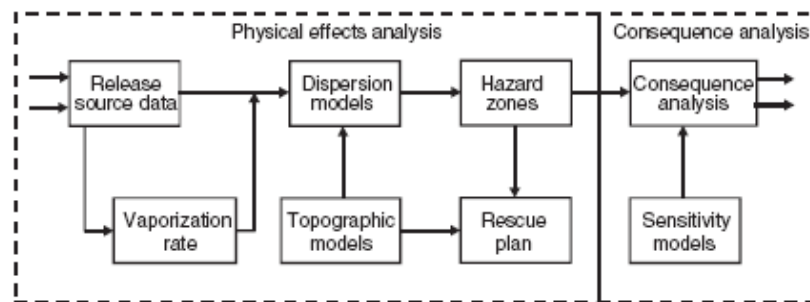 Physical effects analysis
Consequence analysis
Release
source data
Dispersion
models
Hazard
zones
Consequence
analysis
Vaporization
rate
Topographic
models
Rescue
plan
Sensitivity
models